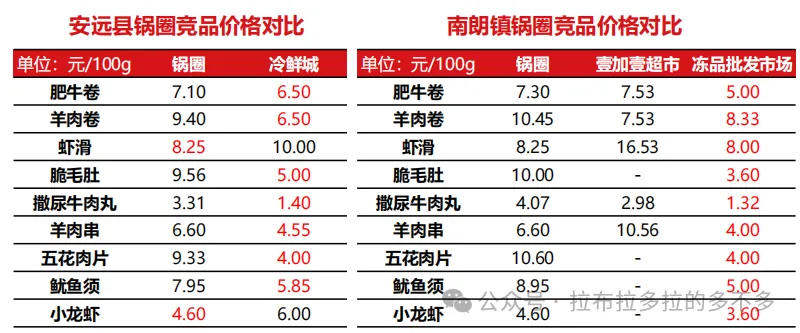 安远县锅圈竞品价格对比
单位：元/100g 锅圈 冷鲜城
肥牛卷 7.10 6.50
羊肉卷 9.40 6.50
虾滑 8.25 10.00
脆毛肚 9.56 5.00
撒尿牛肉丸 3.31 1.40
羊肉串 6.60 4.55
五花肉片 9.33 4.00
鱿鱼须 7.95 5.85
小龙虾 4.60 6.00
南朗镇锅圈竞品价格对比
单位：元/100g 锅圈 壹加壹超市 冻品批发市场
肥牛卷 7.30 7.53 5.00
羊肉卷 10.45 7.53 8.33
虾滑 8.25 16.53 8.00
脆毛肚 10.00 - 3.60
撒尿牛肉丸 4.07 2.98 1.32
羊肉串 6.60 10.56 4.00
五花肉片 10.60 - 4.00
鱿鱼须 8.95 - 5.00
小龙虾 4.60 - 3.60
公众号 · 拉布拉多拉的多不多